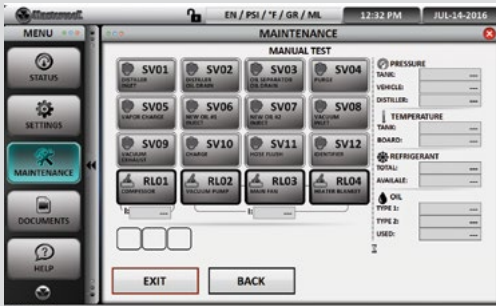 Mastercool EN / PSI / °F / GR / ML 12:32 PM JUL-14-2016
MENU MAINTENANCE
MANUAL TEST
STATUS
SETTINGS
MAINTENANCE
DOCUMENTS
HELP
SV01 DISTILLER INLET
SV02 DISTILLER OIL DRAIN
SV03 OIL SEPARATOR OIL DRAIN
SV04 PURGE
SV05 VAPOR CHARGE
SV06 NEW OIL #1 INJECT
SV07 NEW OIL #2 INJECT
SV08 VACUUM INLET
SV09 VACUUM EXHAUST
SV10 CHARGE
SV11 HOSE FLUSH
SV12 IDENTIFIER
RL01
RL02 VACUUM PUMP
RL03 MAIN FAN
RL04 HEATER BLANKET
---
---
EXIT
BACK
PRESSURE
TANK: ---
VEHICLE: ---
DISTILLER: ---
TEMPERATURE
TANK: ---
BOARD: ---
REFRIGERANT
TOTAL: ---
---
OIL
TYPE 1: ---
TYPE 2: ---
USED: ---